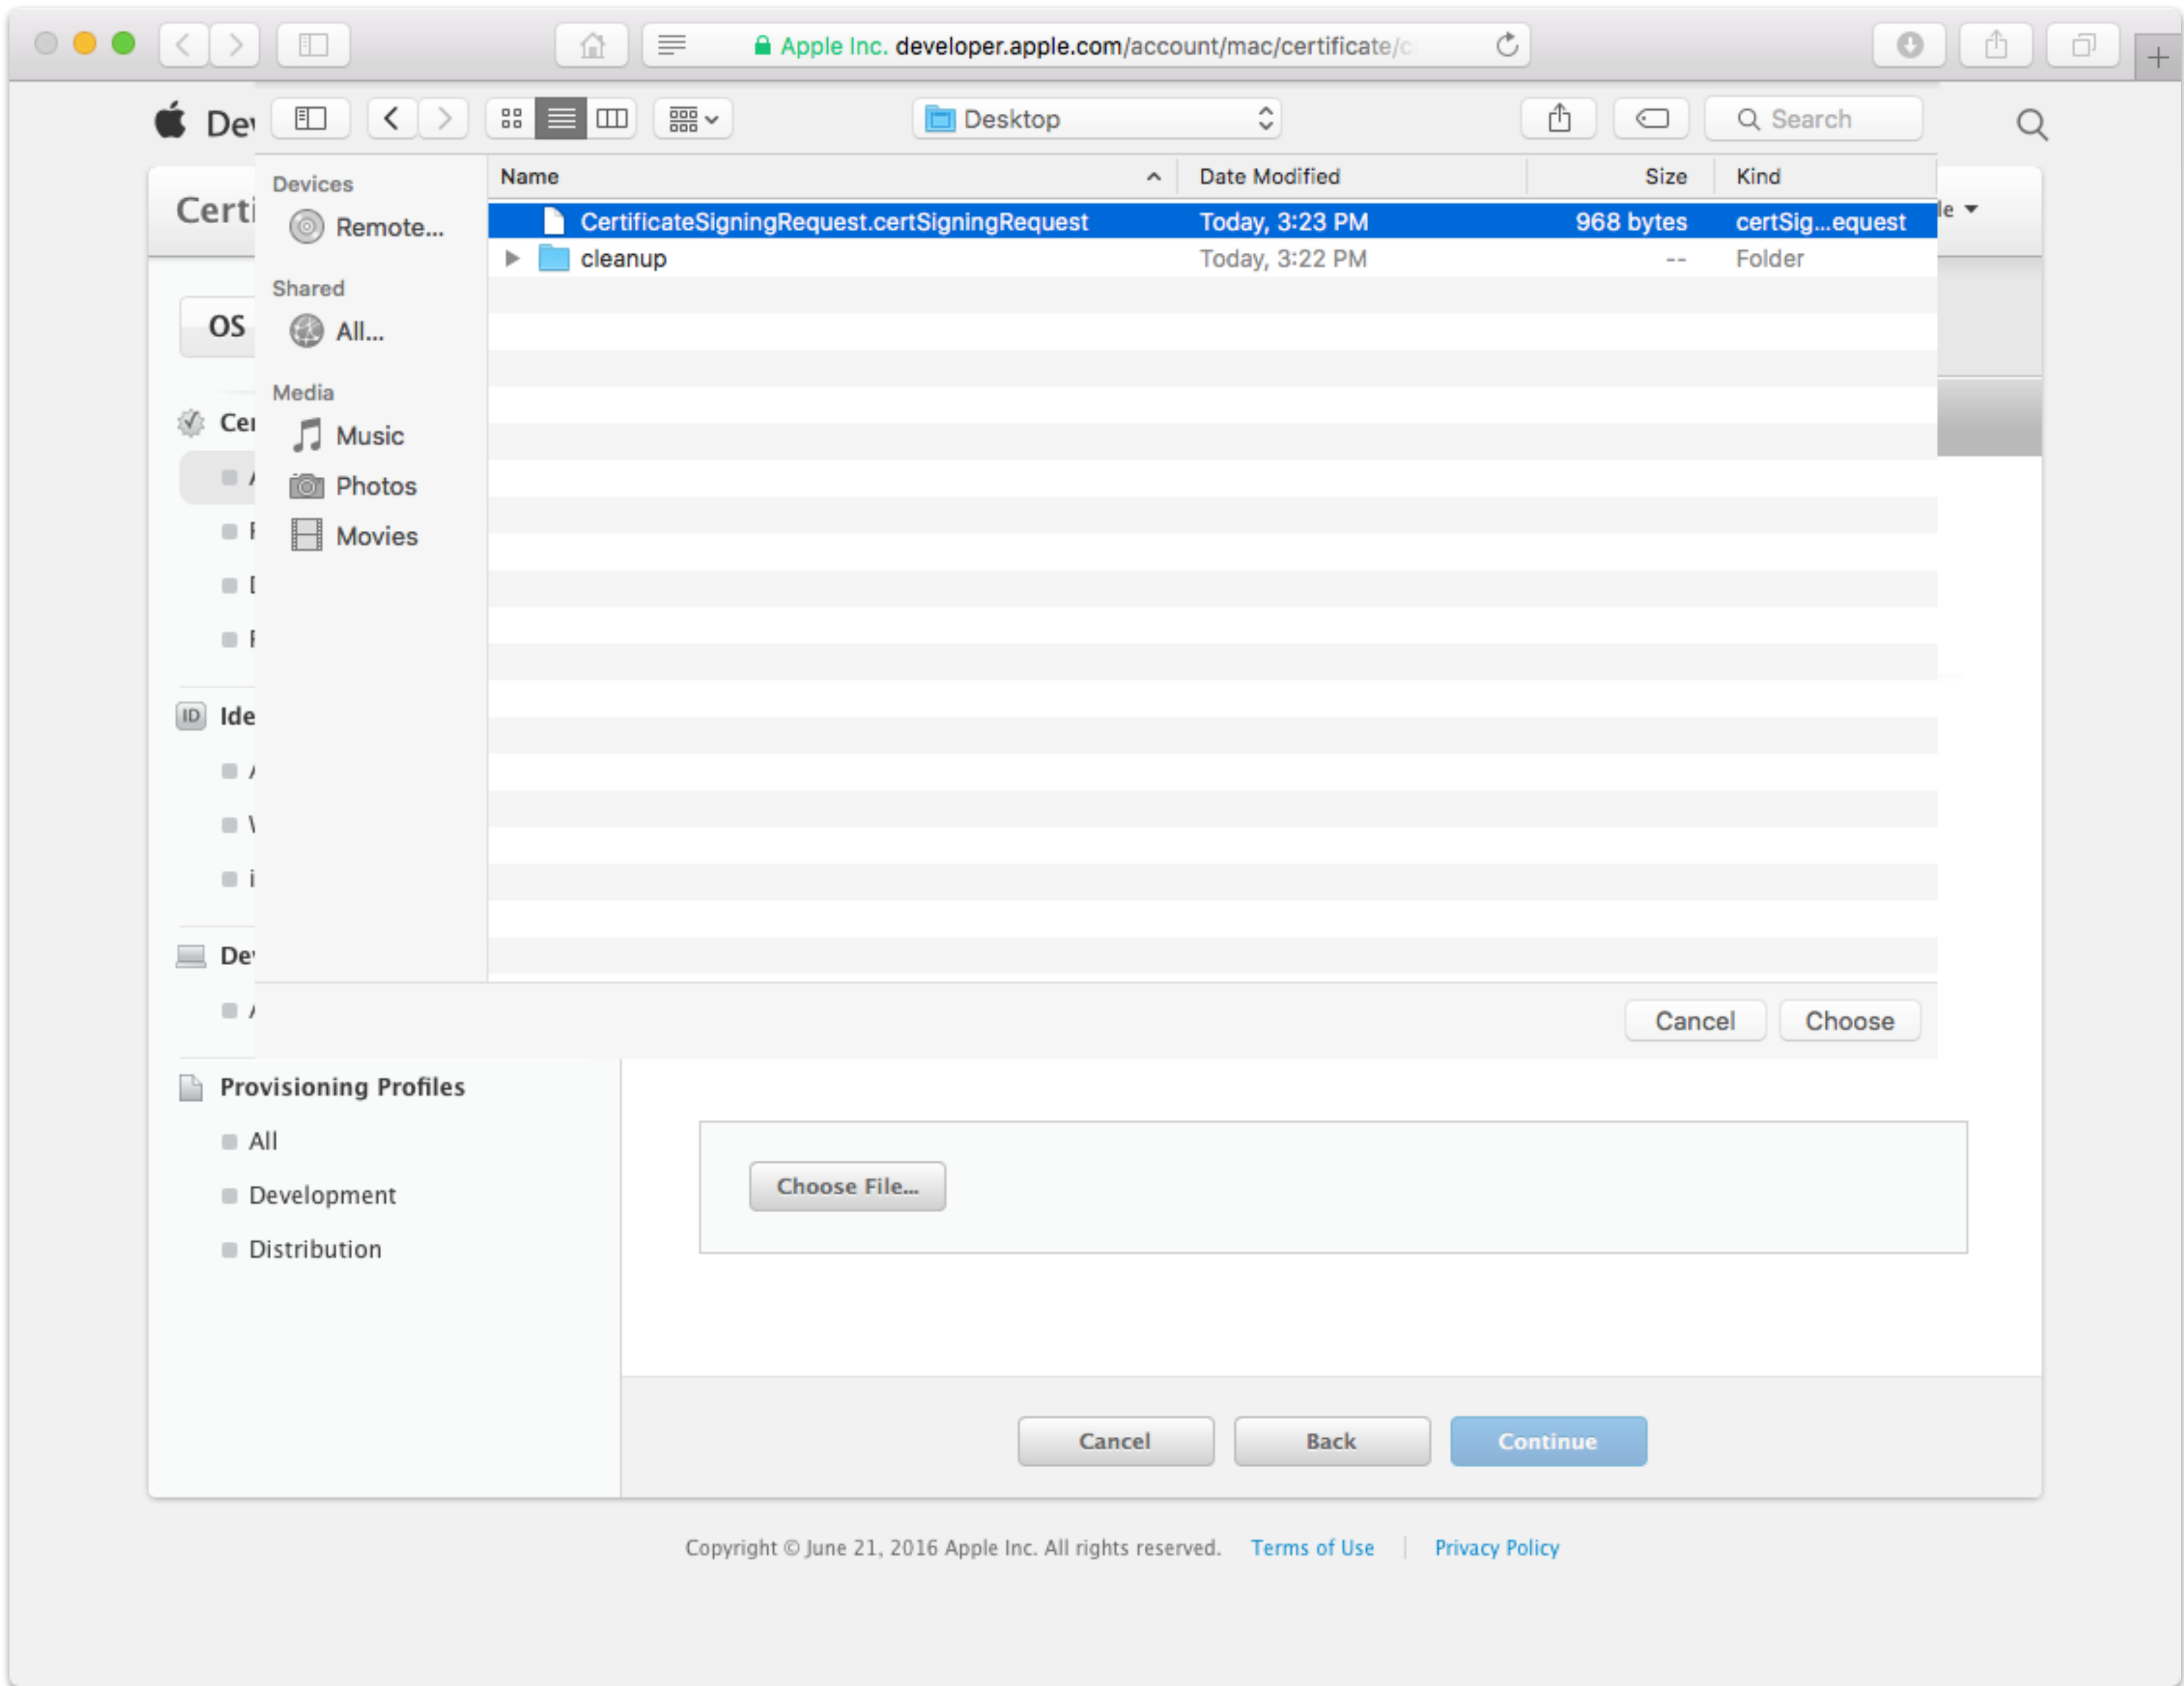 Apple Inc. developer.apple.com/account/mac/certificate/c
Desktop
Search
Devices
Remote...
Shared
All...
Media
Music
Photos
Movies
Name Date Modified Size Kind
CertificateSigningRequest.certSigningRequest Today, 3:23 PM 968 bytes certSig...equest
cleanup Today, 3:22 PM -- Folder
OS
ID
Cancel Choose
Provisioning Profiles
All
Development
Distribution
Choose File...
Cancel Back Continue
Copyright © June 21, 2016 Apple Inc. All rights reserved. Terms of Use | Privacy Policy